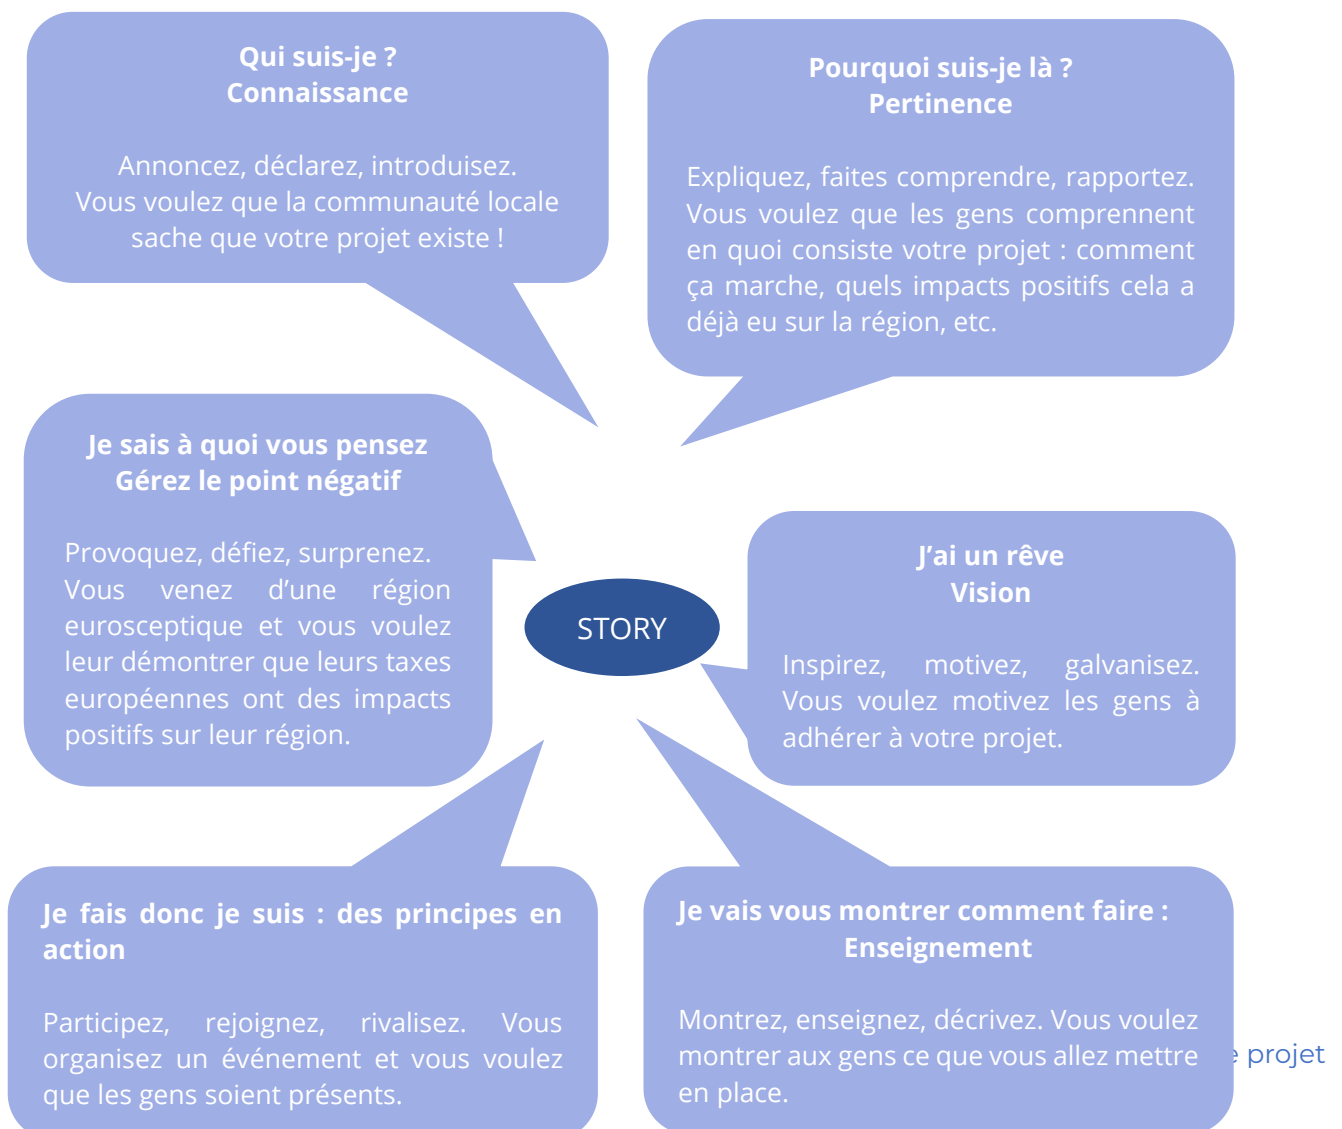 Qui suis-je ?
Connaissance
Annoncez, déclarez, introduisez.
Vous voulez que la communauté locale
sache que votre projet existe !
Pourquoi suis-je là ?
Pertinence
Expliquez, faites comprendre, rapportez.
Vous voulez que les gens comprennent
en quoi consiste votre projet : comment
ça marche, quels impacts positifs cela a
déjà eu sur la région, etc.
Je sais à quoi vous pensez
Gérez le point négatif
Provoquez, défiez, surprenez.
Vous venez d’une région
eurosceptique et vous voulez
leur démontrer que leurs taxes
européennes ont des impacts
positifs sur leur région.
STORY
J’ai un rêve
Vision
Inspirez, motivez, galvanisez.
Vous voulez motivez les gens à
adhérer à votre projet.
Je fais donc je suis : des principes en
action
Participez, rejoignez, rivalisez. Vous
organisez un événement et vous voulez
que les gens soient présents.
Je vais vous montrer comment faire :
Enseignement
Montrez, enseignez, décrivez. Vous voulez
montrer aux gens ce que vous allez mettre
en place.
projet